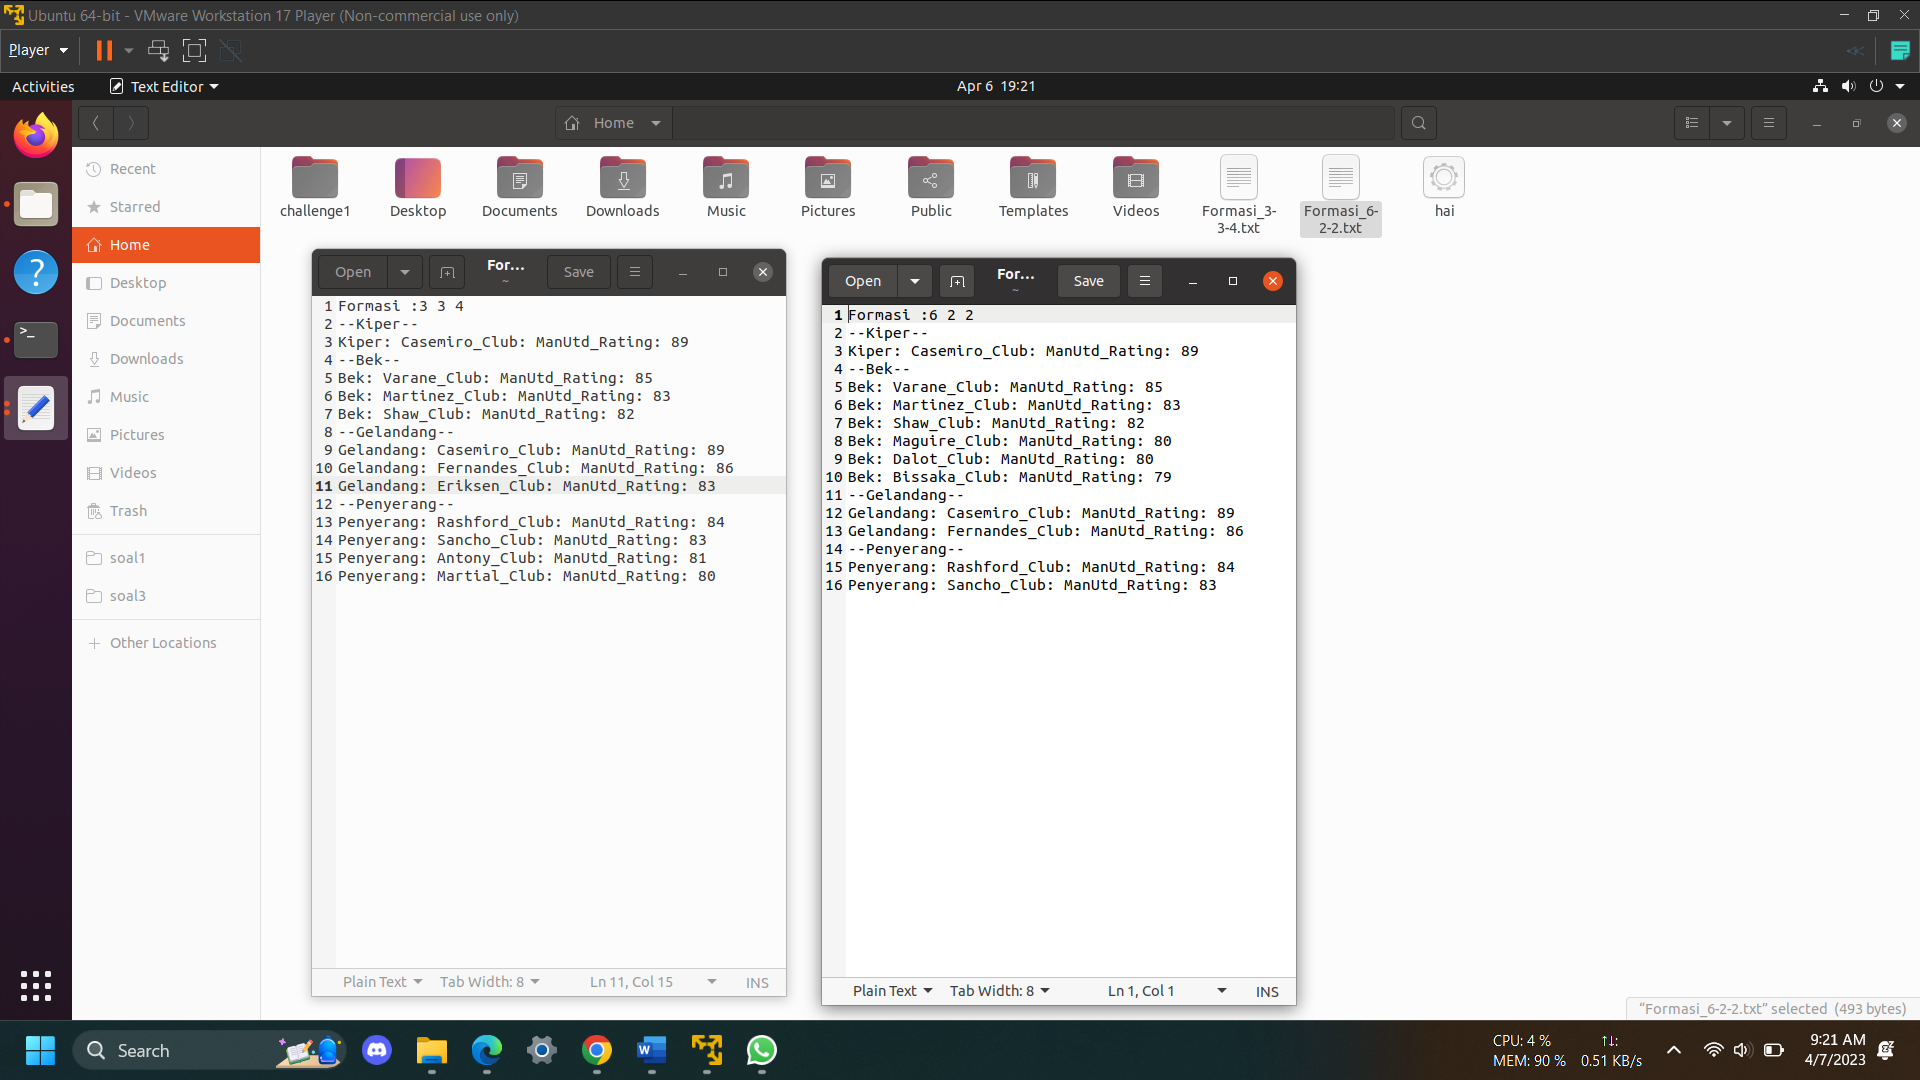 Ubuntu 64-bit - VMware Workstation 17 Player (Non-commercial use only)
Player
Activities
Text Editor
Apr 6 19:21
Home
Recent
Starred
Home
Desktop
Documents
Downloads
Music
Pictures
Videos
Trash
soal1
soal3
+ Other Locations
challenge1
Desktop
Documents
Downloads
Music
Pictures
Public
Templates
Videos
Formasi_3-
3-4.txt
Formasi_6-
2-2.txt
hai
Open
For...
~
Save
1 Formasi :3 3 4
2 --Kiper--
3 Kiper: Casemiro_Club: ManUtd_Rating: 89
4 --Bek--
5 Bek: Varane_Club: ManUtd_Rating: 85
6 Bek: Martinez_Club: ManUtd_Rating: 83
7 Bek: Shaw_Club: ManUtd_Rating: 82
8 --Gelandang--
9 Gelandang: Casemiro_Club: ManUtd_Rating: 89
10 Gelandang: Fernandes_Club: ManUtd_Rating: 86
11 Gelandang: Eriksen_Club: ManUtd_Rating: 83
12 --Penyerang--
13 Penyerang: Rashford_Club: ManUtd_Rating: 84
14 Penyerang: Sancho_Club: ManUtd_Rating: 83
15 Penyerang: Antony_Club: ManUtd_Rating: 81
16 Penyerang: Martial_Club: ManUtd_Rating: 80
Plain Text
Tab Width: 8
Ln 11, Col 15
INS
Open
For...
~
Save
1 Formasi :6 2 2
2 --Kiper--
3 Kiper: Casemiro_Club: ManUtd_Rating: 89
4 --Bek--
5 Bek: Varane_Club: ManUtd_Rating: 85
6 Bek: Martinez_Club: ManUtd_Rating: 83
7 Bek: Shaw_Club: ManUtd_Rating: 82
8 Bek: Maguire_Club: ManUtd_Rating: 80
9 Bek: Dalot_Club: ManUtd_Rating: 80
10 Bek: Bissaka_Club: ManUtd_Rating: 79
11 --Gelandang--
12 Gelandang: Casemiro_Club: ManUtd_Rating: 89
13 Gelandang: Fernandes_Club: ManUtd_Rating: 86
14 --Penyerang--
15 Penyerang: Rashford_Club: ManUtd_Rating: 84
16 Penyerang: Sancho_Club: ManUtd_Rating: 83
Plain Text
Tab Width: 8
Ln 1, Col 1
INS
“Formasi_6-2-2.txt” selected (493 bytes)
Search
CPU: 4 %
MEM: 90 %
↑↓:
0.51 KB/s
9:21 AM
4/7/2023